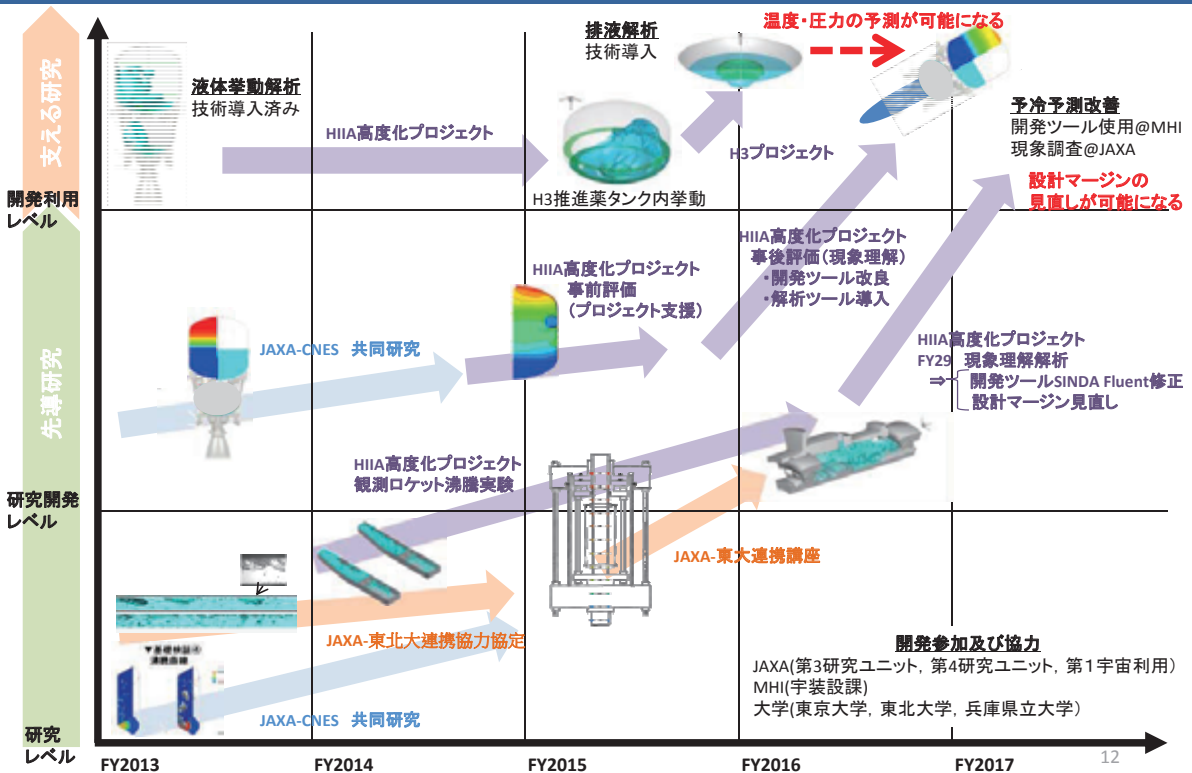 支える研究
先導研究
開発利用
レベル
研究開発
レベル
研究
レベル
液体挙動解析
技術導入済み
HIIA高度化プロジェクト
排液解析
技術導入
H3推進薬タンク内挙動
温度・圧力の予測が可能になる
H3プロジェクト
予冷予測改善
開発ツール使用@MHI
現象調査@JAXA
設計マージンの
見直しが可能になる
JAXA-CNES 共同研究
HIIA高度化プロジェクト
事前評価
(プロジェクト支援)
HIIA高度化プロジェクト
事後評価(現象理解)
・開発ツール改良
・解析ツール導入
HIIA高度化プロジェクト
FY29 現象理解解析
⇒ 開発ツールSINDA Fluent修正
設計マージン見直し
HIIA高度化プロジェクト
観測ロケット沸騰実験
JAXA-東大連携講座
JAXA-東北大連携協力協定
▼基礎検証④
沸騰曲線
JAXA-CNES 共同研究
開発参加及び協力
JAXA(第3研究ユニット, 第4研究ユニット, 第1宇宙利用)
MHI(宇装設課)
大学(東京大学, 東北大学, 兵庫県立大学)
FY2013
FY2014
FY2015
FY2016
FY2017
12